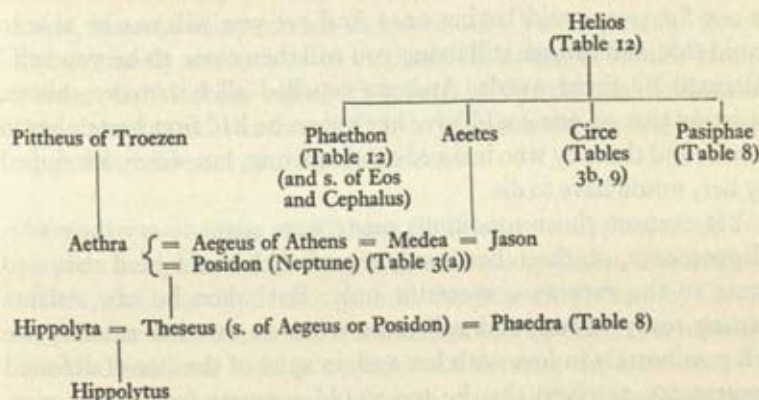 Helios
(Table 12)
Pittheus of Troezen Phaethon Aeetes Circe Pasiphae
(Table 12) (Tables (Table 8)
(and s. of Eos 3b, 9)
and Cephalus)
Aethra { = Aegeus of Athens = Medea = Jason
= Posidon (Neptune) (Table 3(a))
Hippolyta = Theseus (s. of Aegeus or Posidon) = Phaedra (Table 8)
Hippolytus